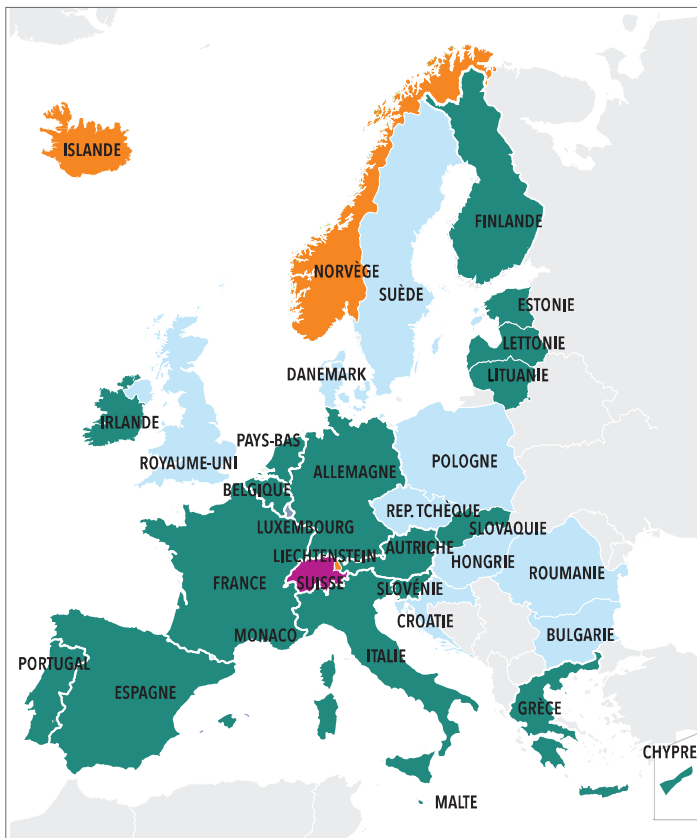 ISLANDE
FINLANDE
NORVÈGE
SUÈDE
ESTONIE
LETTONIE
LITUANIE
DANEMARK
IRLANDE
PAYS-BAS
ROYAUME-UNI
POLOGNE
ALLEMAGNE
BELGIQUE
REP. TCHÈQUE
LUXEMBOURG
SLOVAQUIE
AUTRICHE
LIECHTENSTEIN
HONGRIE
ROUMANIE
FRANCE
SUISSE
SLOVÉNIE
CROATIE
BULGARIE
MONACO
ITALIE
PORTUGAL
ESPAGNE
GRÈCE
CHYPRE
MALTE